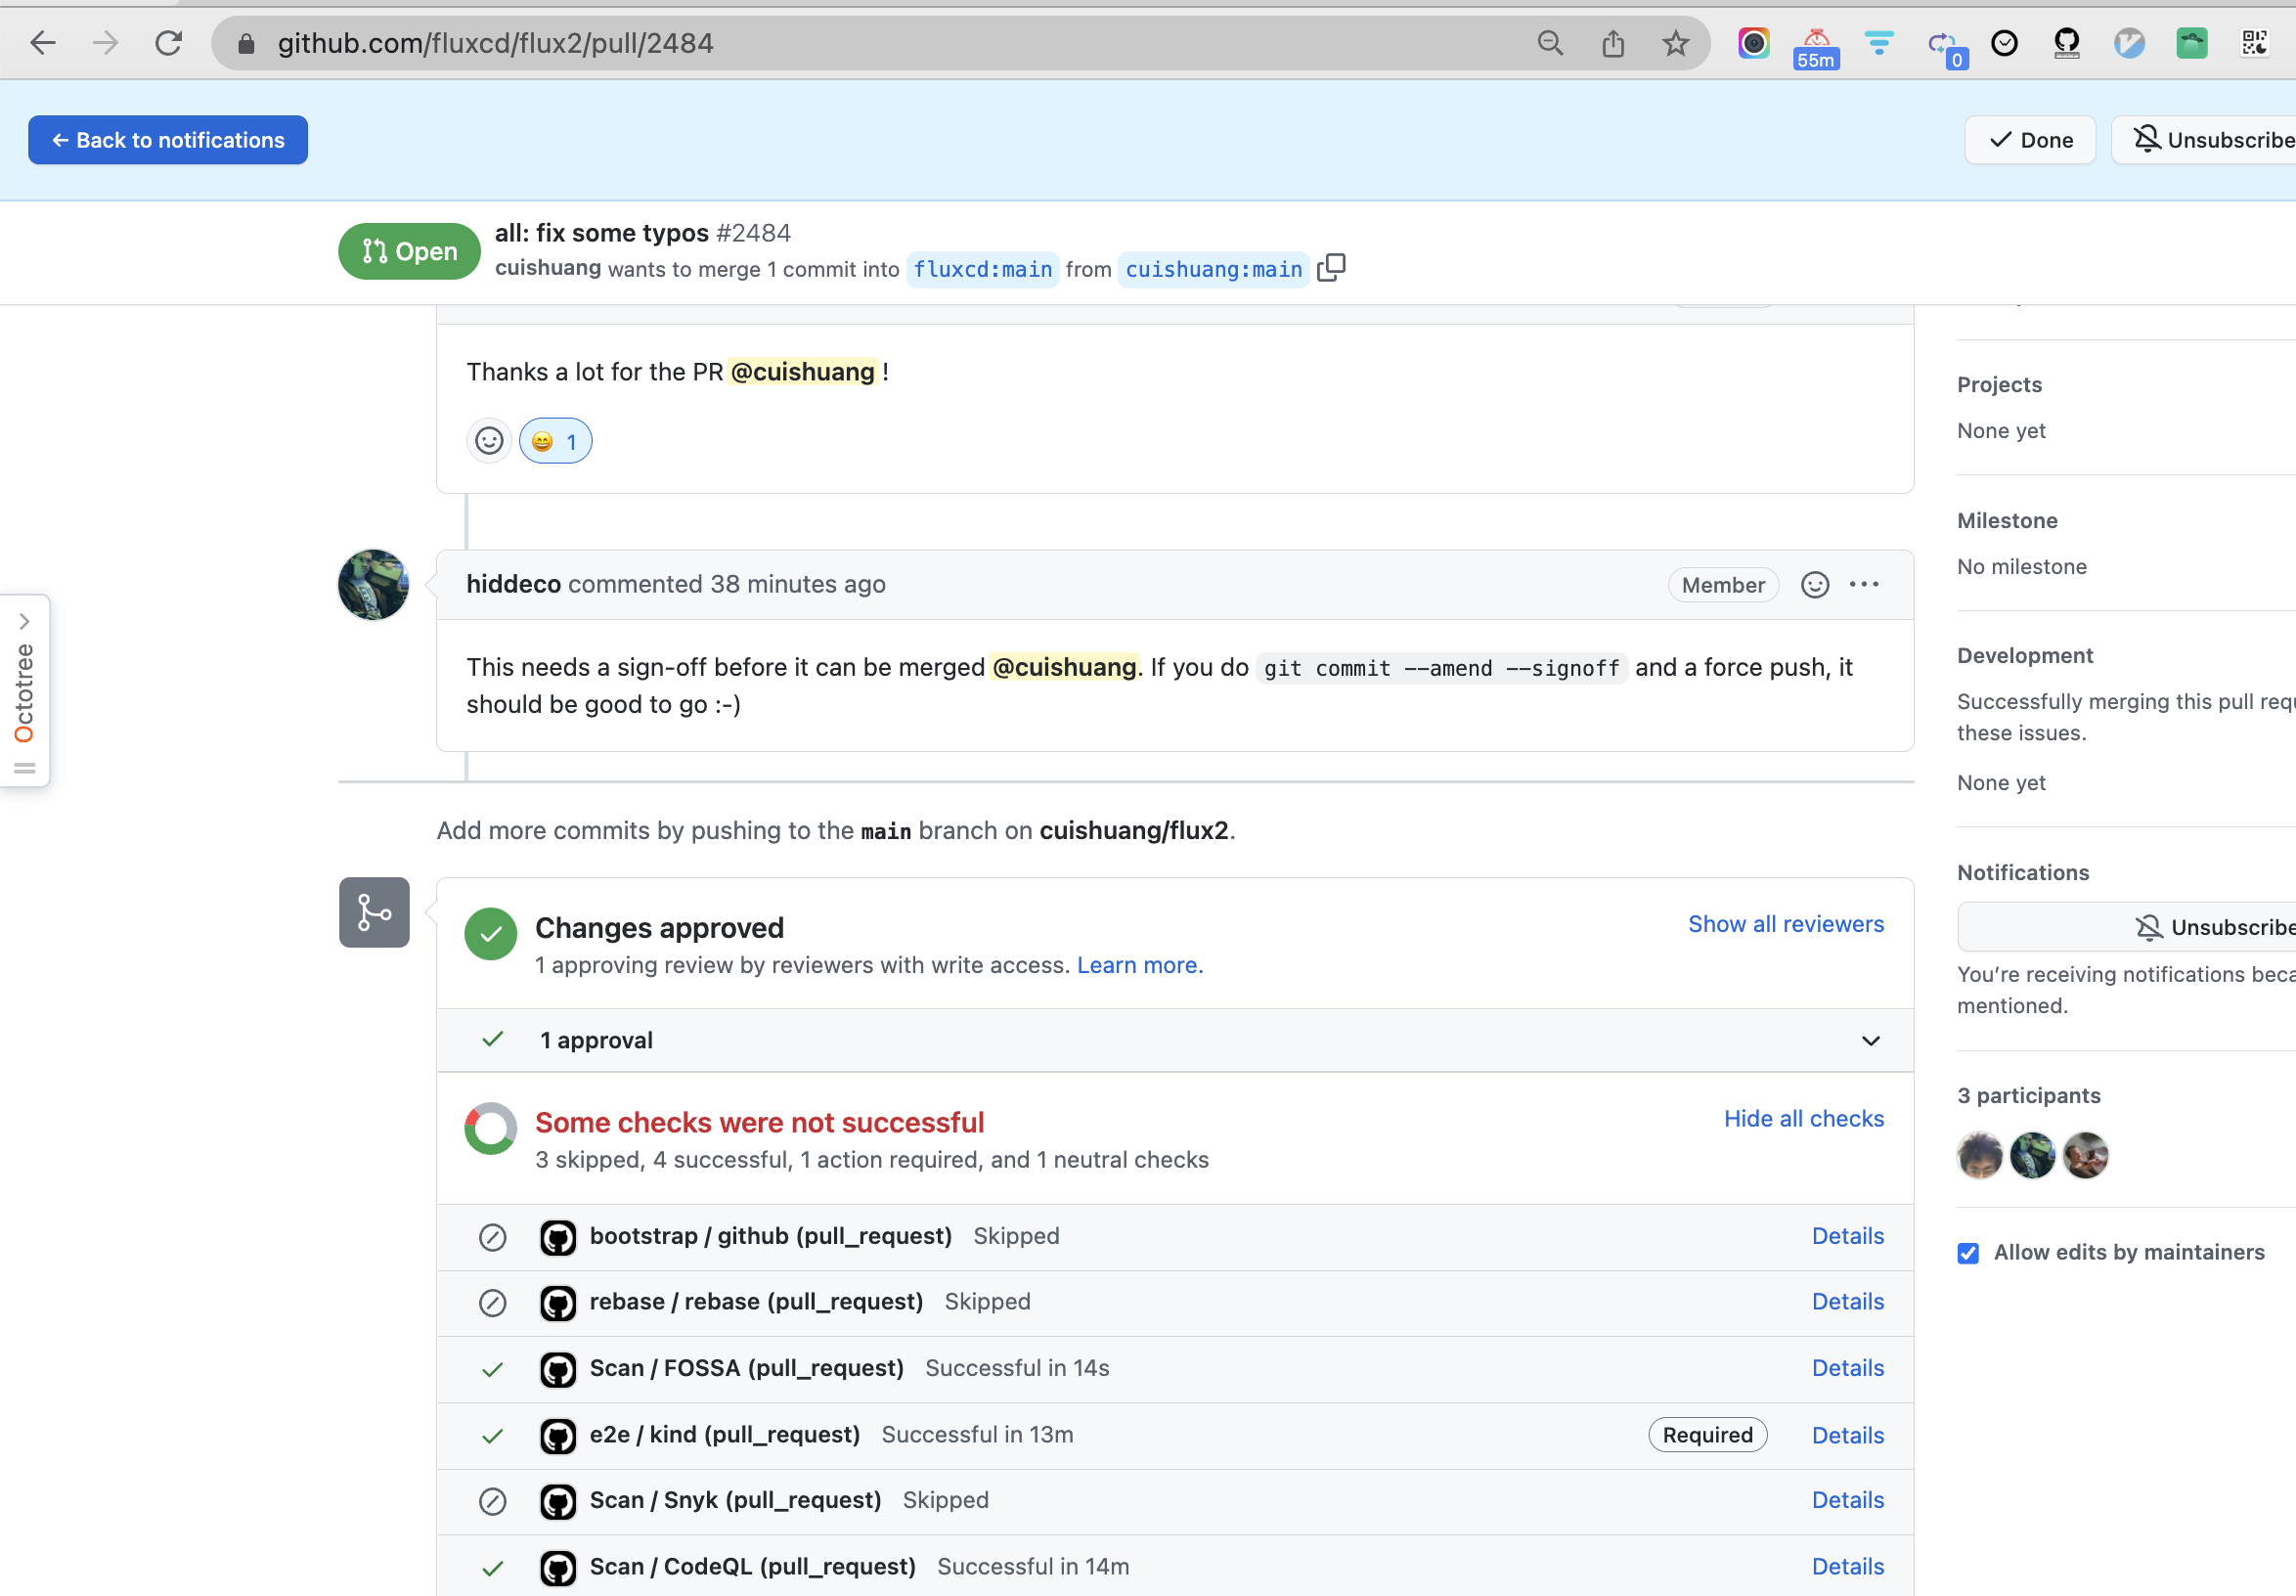 github.com/fluxcd/flux2/pull/2484
55m
0
← Back to notifications
Done
Unsubscribe
Open
all: fix some typos #2484
cuishuang wants to merge 1 commit into fluxcd:main from cuishuang:main
Thanks a lot for the PR @cuishuang !
1
hiddeco commented 38 minutes ago
Member
This needs a sign-off before it can be merged @cuishuang. If you do git commit --amend --signoff and a force push, it
should be good to go :-)
Octotree
Add more commits by pushing to the main branch on cuishuang/flux2.
Changes approved
Show all reviewers
1 approving review by reviewers with write access. Learn more.
1 approval
Some checks were not successful
Hide all checks
3 skipped, 4 successful, 1 action required, and 1 neutral checks
bootstrap / github (pull_request) Skipped
Details
rebase / rebase (pull_request) Skipped
Details
Scan / FOSSA (pull_request) Successful in 14s
Details
e2e / kind (pull_request) Successful in 13m
Required
Details
Scan / Snyk (pull_request) Skipped
Details
Scan / CodeQL (pull_request) Successful in 14m
Details
Projects
None yet
Milestone
No milestone
Development
Successfully merging this pull requ
these issues.
None yet
Notifications
Unsubscribe
You're receiving notifications beca
mentioned.
3 participants
Allow edits by maintainers